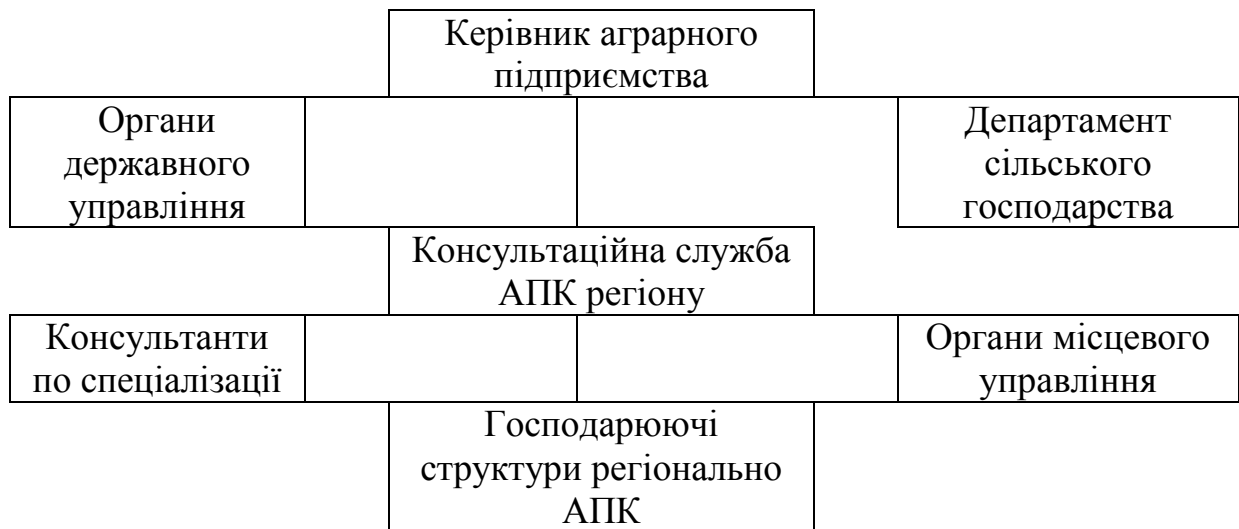 Керівник аграрного
підприємства
Органи
державного
управління
Департамент
сільського
господарства
Консультаційна служба
АПК регіону
Консультанти
по спеціалізації
Органи місцевого
управління
Господарюючі
структури регіонально
АПК